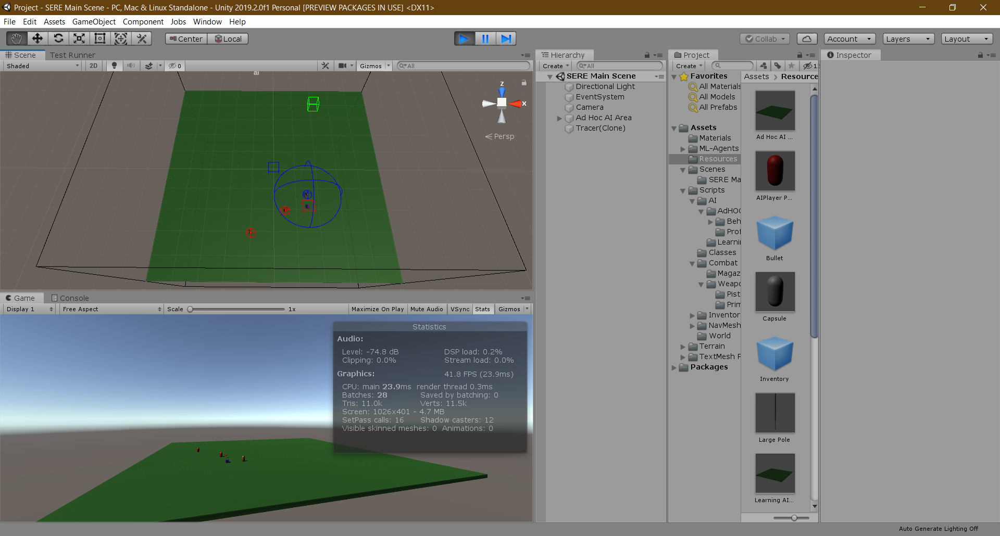 Project - SERE Main Scene - PC, Mac & Linux Standalone - Unity 2019.2.0f1 Personal [PREVIEW PACKAGES IN USE] <DX11>
File Edit Assets GameObject Component Jobs Window Help
Center Local
Collab Account Layers Layout
Scene Test Runner
Shaded 2D 0 Gizmos All
ai
z
x
Persp
Game Console
Display 1 Free Aspect Scale 1x Maximize On Play Mute Audio VSync Stats Gizmos
Statistics
Audio:
Level: -74.8 dB DSP load: 0.2%
Clipping: 0.0% Stream load: 0.0%
Graphics: 41.8 FPS (23.9ms)
CPU: main 23.9ms render thread 0.3ms
Batches: 28 Saved by batching: 0
Tris: 11.0k Verts: 11.5k
Screen: 1026x401 - 4.7 MB
SetPass calls: 16 Shadow casters: 12
Visible skinned meshes: 0 Animations: 0
Hierarchy
Create All
SERE Main Scene
Directional Light
EventSystem
Camera
Ad Hoc AI Area
Tracer(Clone)
Project
Create
Favorites
All Materials
All Models
All Prefabs
Assets
Materials
ML-Agents
Resources
Scenes
SERE Ma
Scripts
AI
AdHOC
Beh
Prof
Learni
Classes
Combat
Magaz
Weapo
Pist
Prim
Inventor
NavMesh
World
Terrain
TextMesh P
Packages
Assets > Resource
Ad Hoc AI ...
AIPlayer P...
Bullet
Capsule
Inventory
Large Pole
Learning AI...
Inspector
Auto Generate Lighting Off